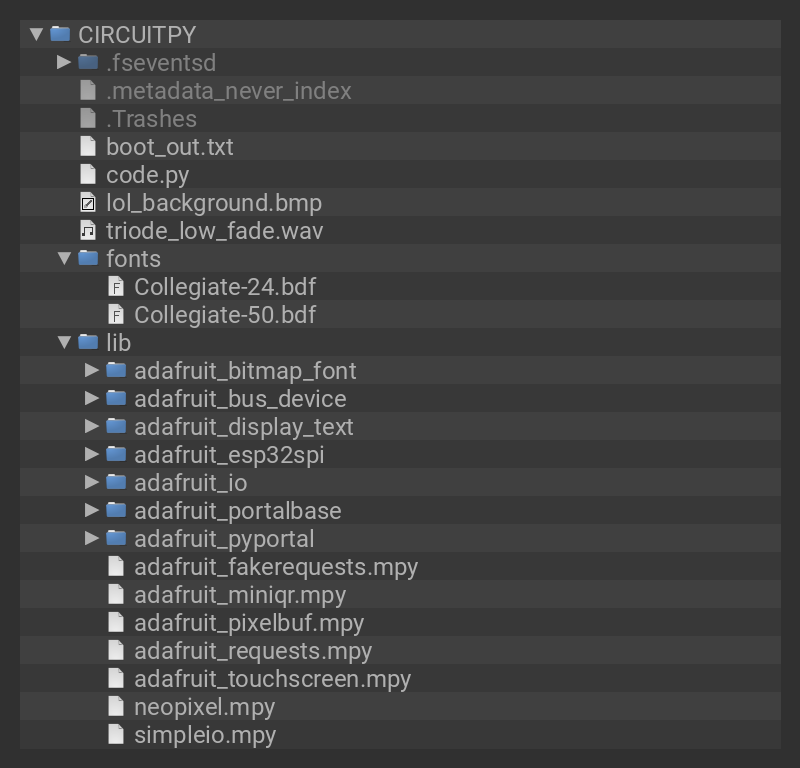 CIRCUITPY
.fseventsd
.metadata_never_index
.Trashes
boot_out.txt
code.py
lol_background.bmp
triode_low_fade.wav
fonts
Collegiate-24.bdf
Collegiate-50.bdf
lib
adafruit_bitmap_font
adafruit_bus_device
adafruit_display_text
adafruit_esp32spi
adafruit_io
adafruit_portalbase
adafruit_pyportal
adafruit_fakerequests.mpy
adafruit_miniqr.mpy
adafruit_pixelbuf.mpy
adafruit_requests.mpy
adafruit_touchscreen.mpy
neopixel.mpy
simpleio.mpy